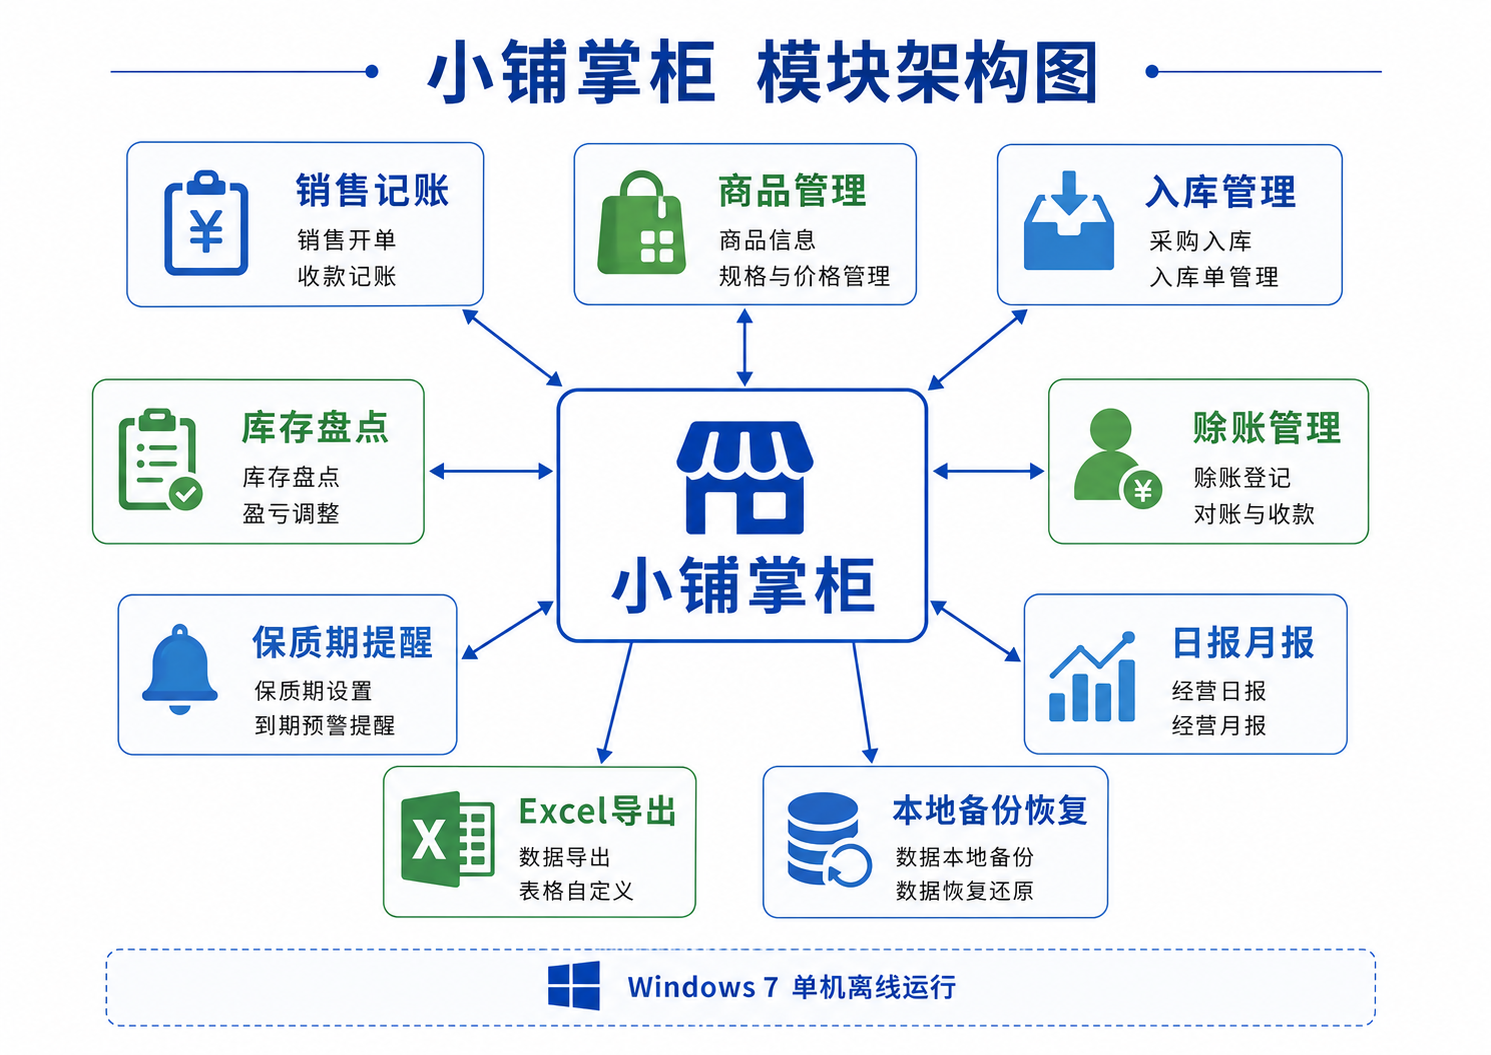 小铺掌柜 模块架构图
销售记账
销售开单
收款记账
商品管理
商品信息
规格与价格管理
入库管理
采购入库
入库单管理
库存盘点
库存盘点
盈亏调整
小铺掌柜
赊账管理
赊账登记
对账与收款
保质期提醒
保质期设置
到期预警提醒
日报月报
经营日报
经营月报
Excel导出
数据导出
表格自定义
本地备份恢复
数据本地备份
数据恢复还原
Windows 7 单机离线运行